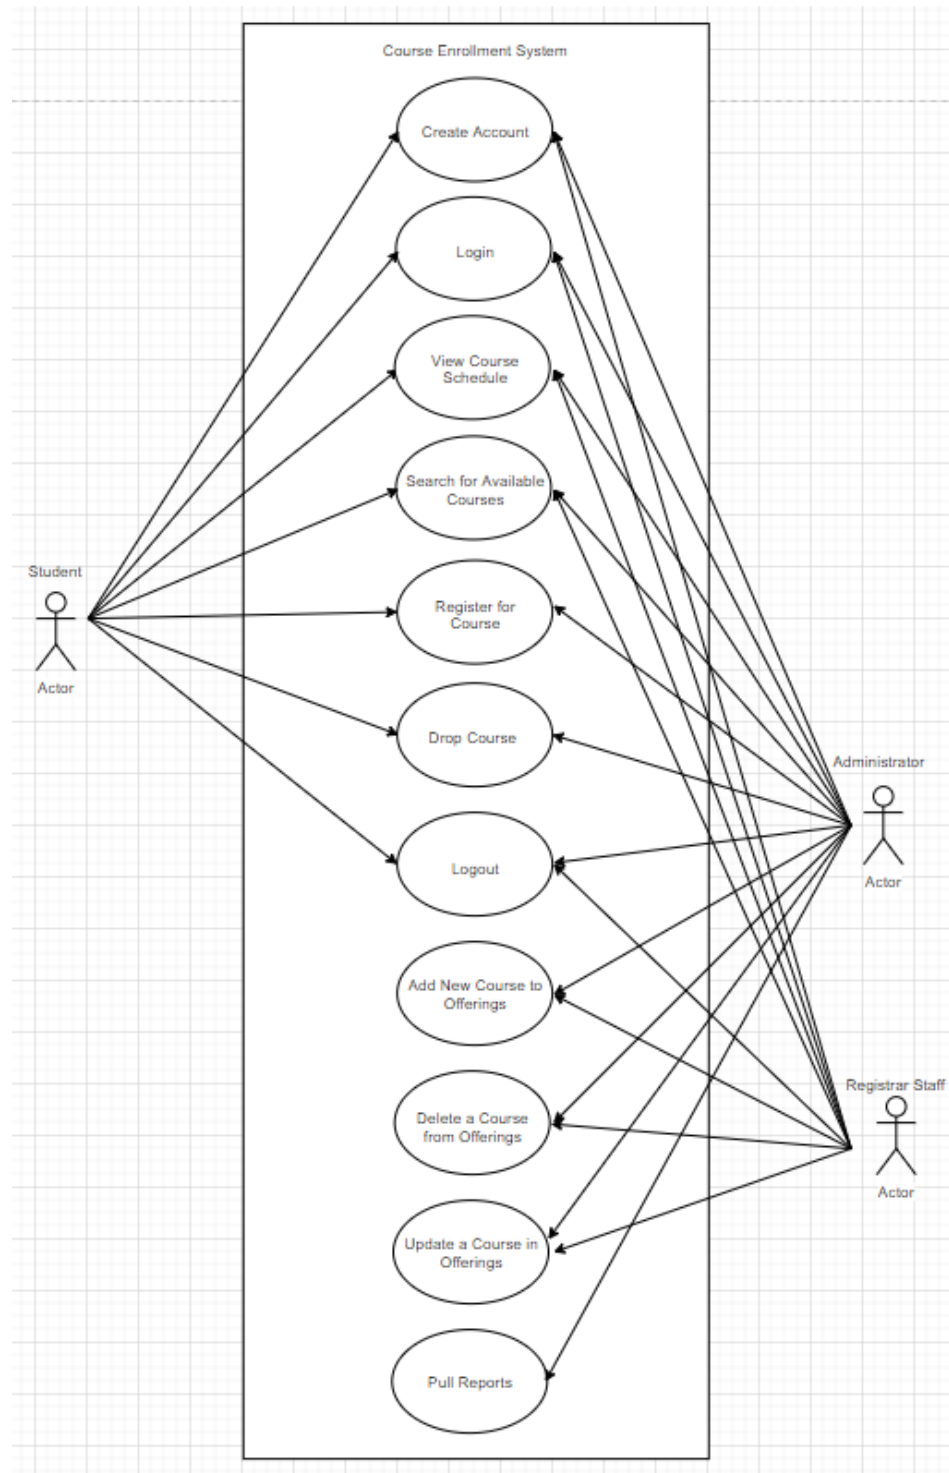 Course Enrollment System
Create Account
Login
View Course
Schedule
Search for Available
Courses
Student
Actor
Register for
Course
Drop Course
Administrator
Actor
Logout
Add New Course to
Offerings
Registrar Staff
Actor
Delete a Course
from Offerings
Update a Course in
Offerings
Pull Reports